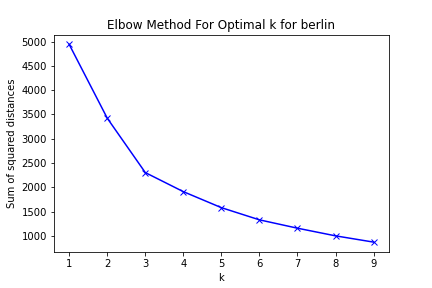 Elbow Method For Optimal k for berlin
5000
4500
4000
3500
3000
2500
2000
1500
1000
Sum of squared distances
1 2 3 4 5 6 7 8 9
k